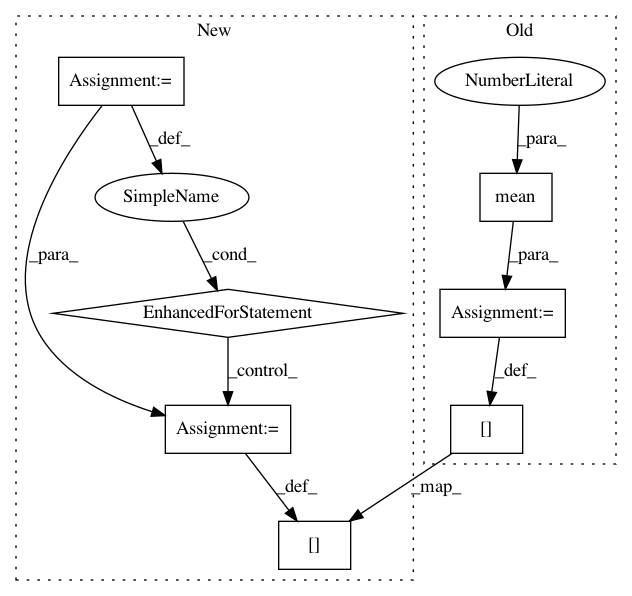 New
Old
Assignment:=
NumberLiteral
_def_
_para_
SimpleName
mean
_para_
_cond_
_para_
EnhancedForStatement
Assignment:=
_control_
_def_
Assignment:=
[]
_def_
_map_
[]